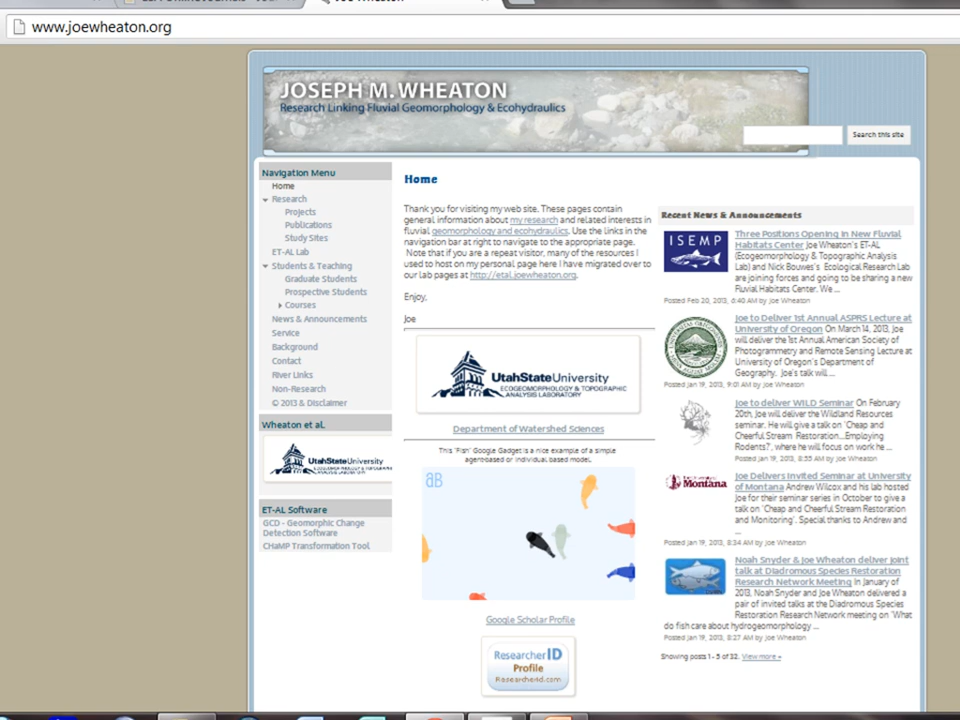 www.joewheaton.org
JOSEPH M. WHEATON
Research Linking Fluvial Geomorphology & Ecohydraulics
Search this site
Navigation Menu
Home
Research
Projects
Publications
Study Sites
ET-AL Lab
Students & Teaching
Graduate Students
Prospective Students
Courses
News & Announcements
Service
Background
Contact
River Links
Non-Research
© 2013 & Disclaimer
Wheaton et al.
UtahStateUniversity
ET-AL Software
GCD - Geomorphic Change
Detection Software
CHaMP Transformation Tool
Home
Thank you for visiting my web site. These pages contain
general information about my research and related interests in
fluvial geomorphology and ecohydraulics. Use the links in the
navigation bar at right to navigate to the appropriate page.
Note that if you are a repeat visitor, many of the resources I
used to host on my personal page here I have migrated over to
our lab pages at http://etal.joewheaton.org.
Enjoy,
Joe
UtahStateUniversity
ECOGEOMORPHOLOGY & TOPOGRAPHIC
ANALYSIS LABORATORY
Department of Watershed Sciences
This 'Fish' Google Gadget is a nice example of a simple
agent-based or individual based model.
aB
Google Scholar Profile
ResearcherID
Profile
ResearcherId.com
Recent News & Announcements
ISEMP
Three Positions Opening in New Fluvial
Habitats Center Joe Wheaton's ET-AL
(Ecogeomorphology & Topographic Analysis
Lab) and Nick Bouwes's Ecological Research Lab
are joining forces and going to be sharing a new
Fluvial Habitats Center. We ...
Posted Feb 20, 2013, 6:40 AM by Joe Wheaton
Joe to Deliver 1st Annual ASPRS Lecture at
University of Oregon On March 14, 2013, Joe
will deliver the 1st Annual American Society of
Photogrammetry and Remote Sensing Lecture at
University of Oregon's Department of
Geography. Joe's talk will ...
Posted Jan 19, 2013, 9:01 AM by Joe Wheaton
Joe to deliver WILD Seminar On February
20th, Joe will deliver the Wildland Resources
seminar. He will give a talk on 'Cheap and
Cheerful Stream Restoration...Employing
Rodents?', where he will focus on work he ...
Posted Jan 19, 2013, 8:55 AM by Joe Wheaton
Montana
Joe Delivers Invited Seminar at University
of Montana Andrew Wilcox and his lab hosted
Joe for their seminar series in October to give a
talk on 'Cheap and Cheerful Stream Restoration
and Monitoring'. Special thanks to Andrew and
...
Posted Jan 19, 2013, 8:34 AM by Joe Wheaton
Noah Snyder & Joe Wheaton deliver joint
talk at Diadromous Species Restoration
Research Network Meeting In January of
2013, Noah Snyder and Joe Wheaton delivered a
pair of invited talks at the Diadromous Species
Restoration Research Network meeting on 'What
do fish care about hydrogeomorphology ...
Posted Jan 19, 2013, 8:27 AM by Joe Wheaton
Showing posts 1 - 5 of 32. View more »